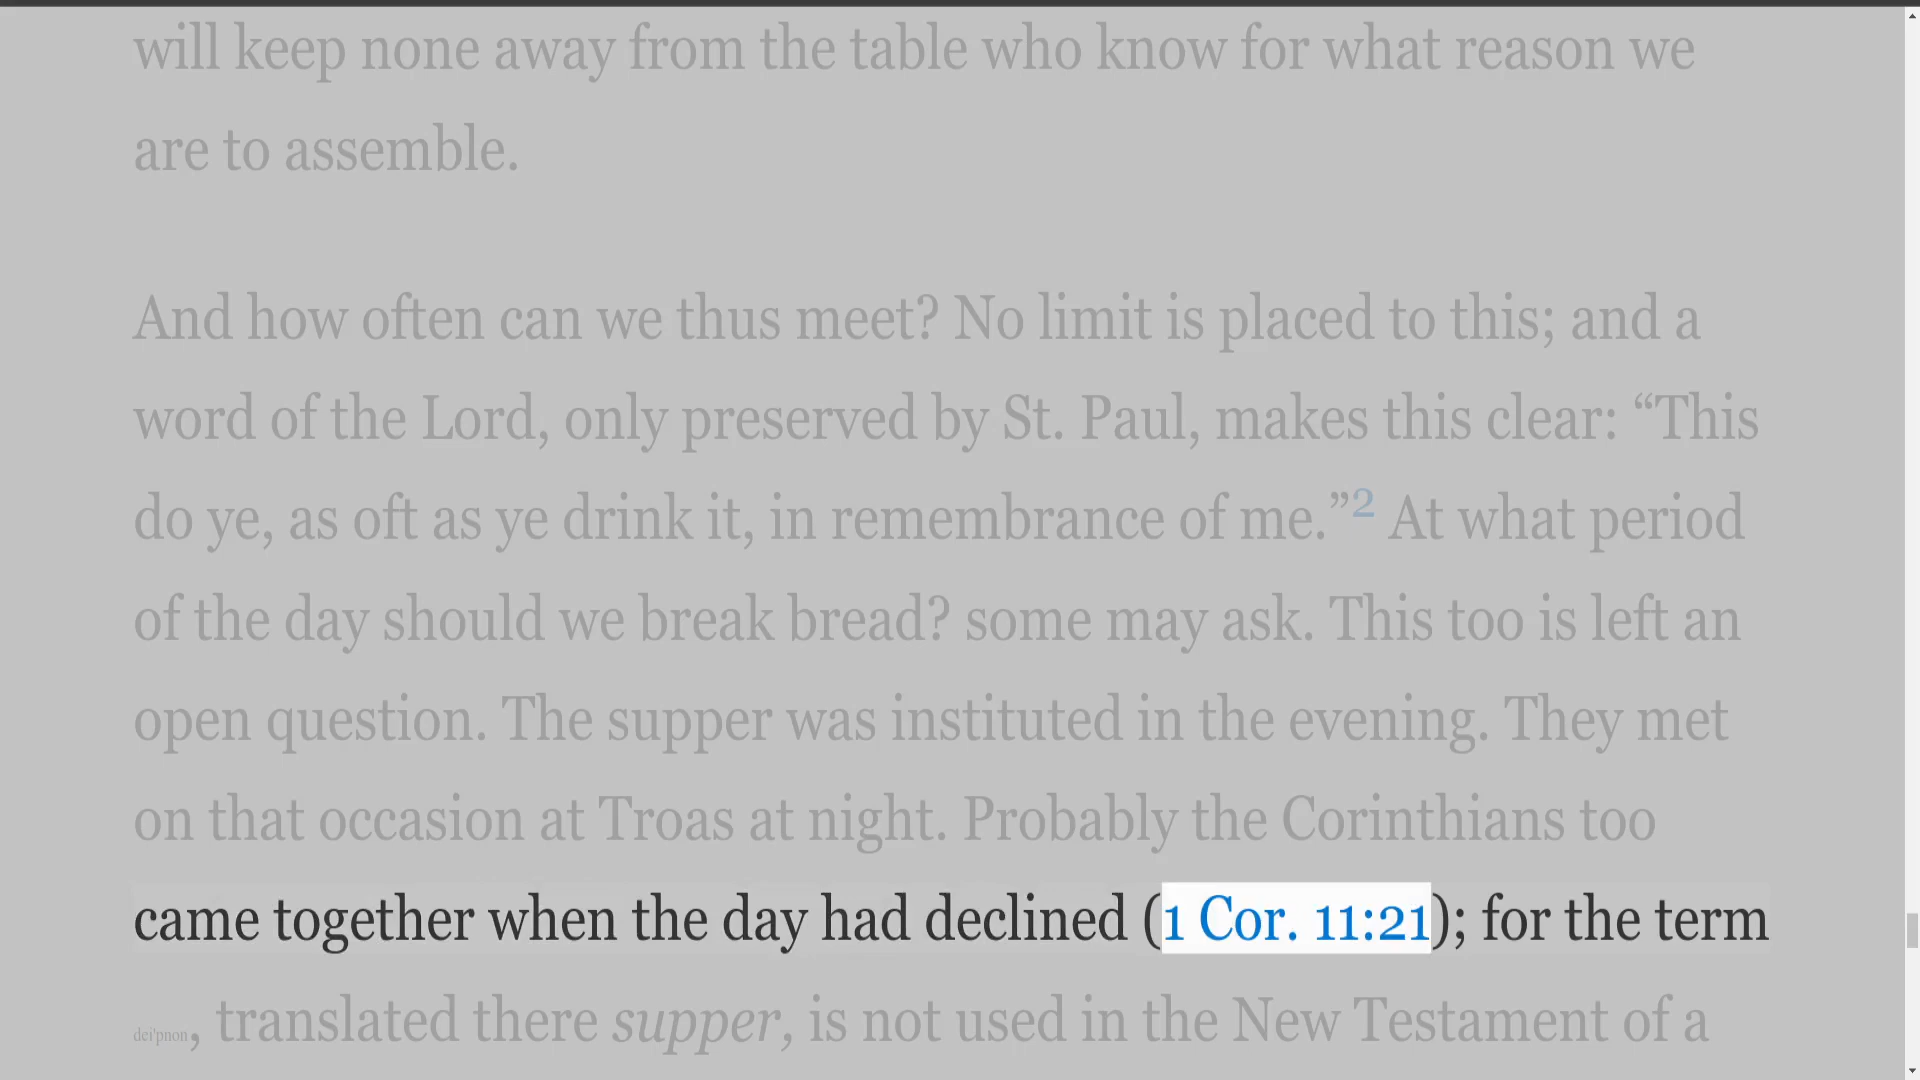 will keep none away from the table who know for what reason we
are to assemble.
And how often can we thus meet? No limit is placed to this; and a
word of the Lord, only preserved by St. Paul, makes this clear: “This
do ye, as oft as ye drink it, in remembrance of me.”2 At what period
of the day should we break bread? some may ask. This too is left an
open question. The supper was instituted in the evening. They met
on that occasion at Troas at night. Probably the Corinthians too
came together when the day had declined (1 Cor. 11:21); for the term
dei'pnon, translated there supper, is not used in the New Testament of a